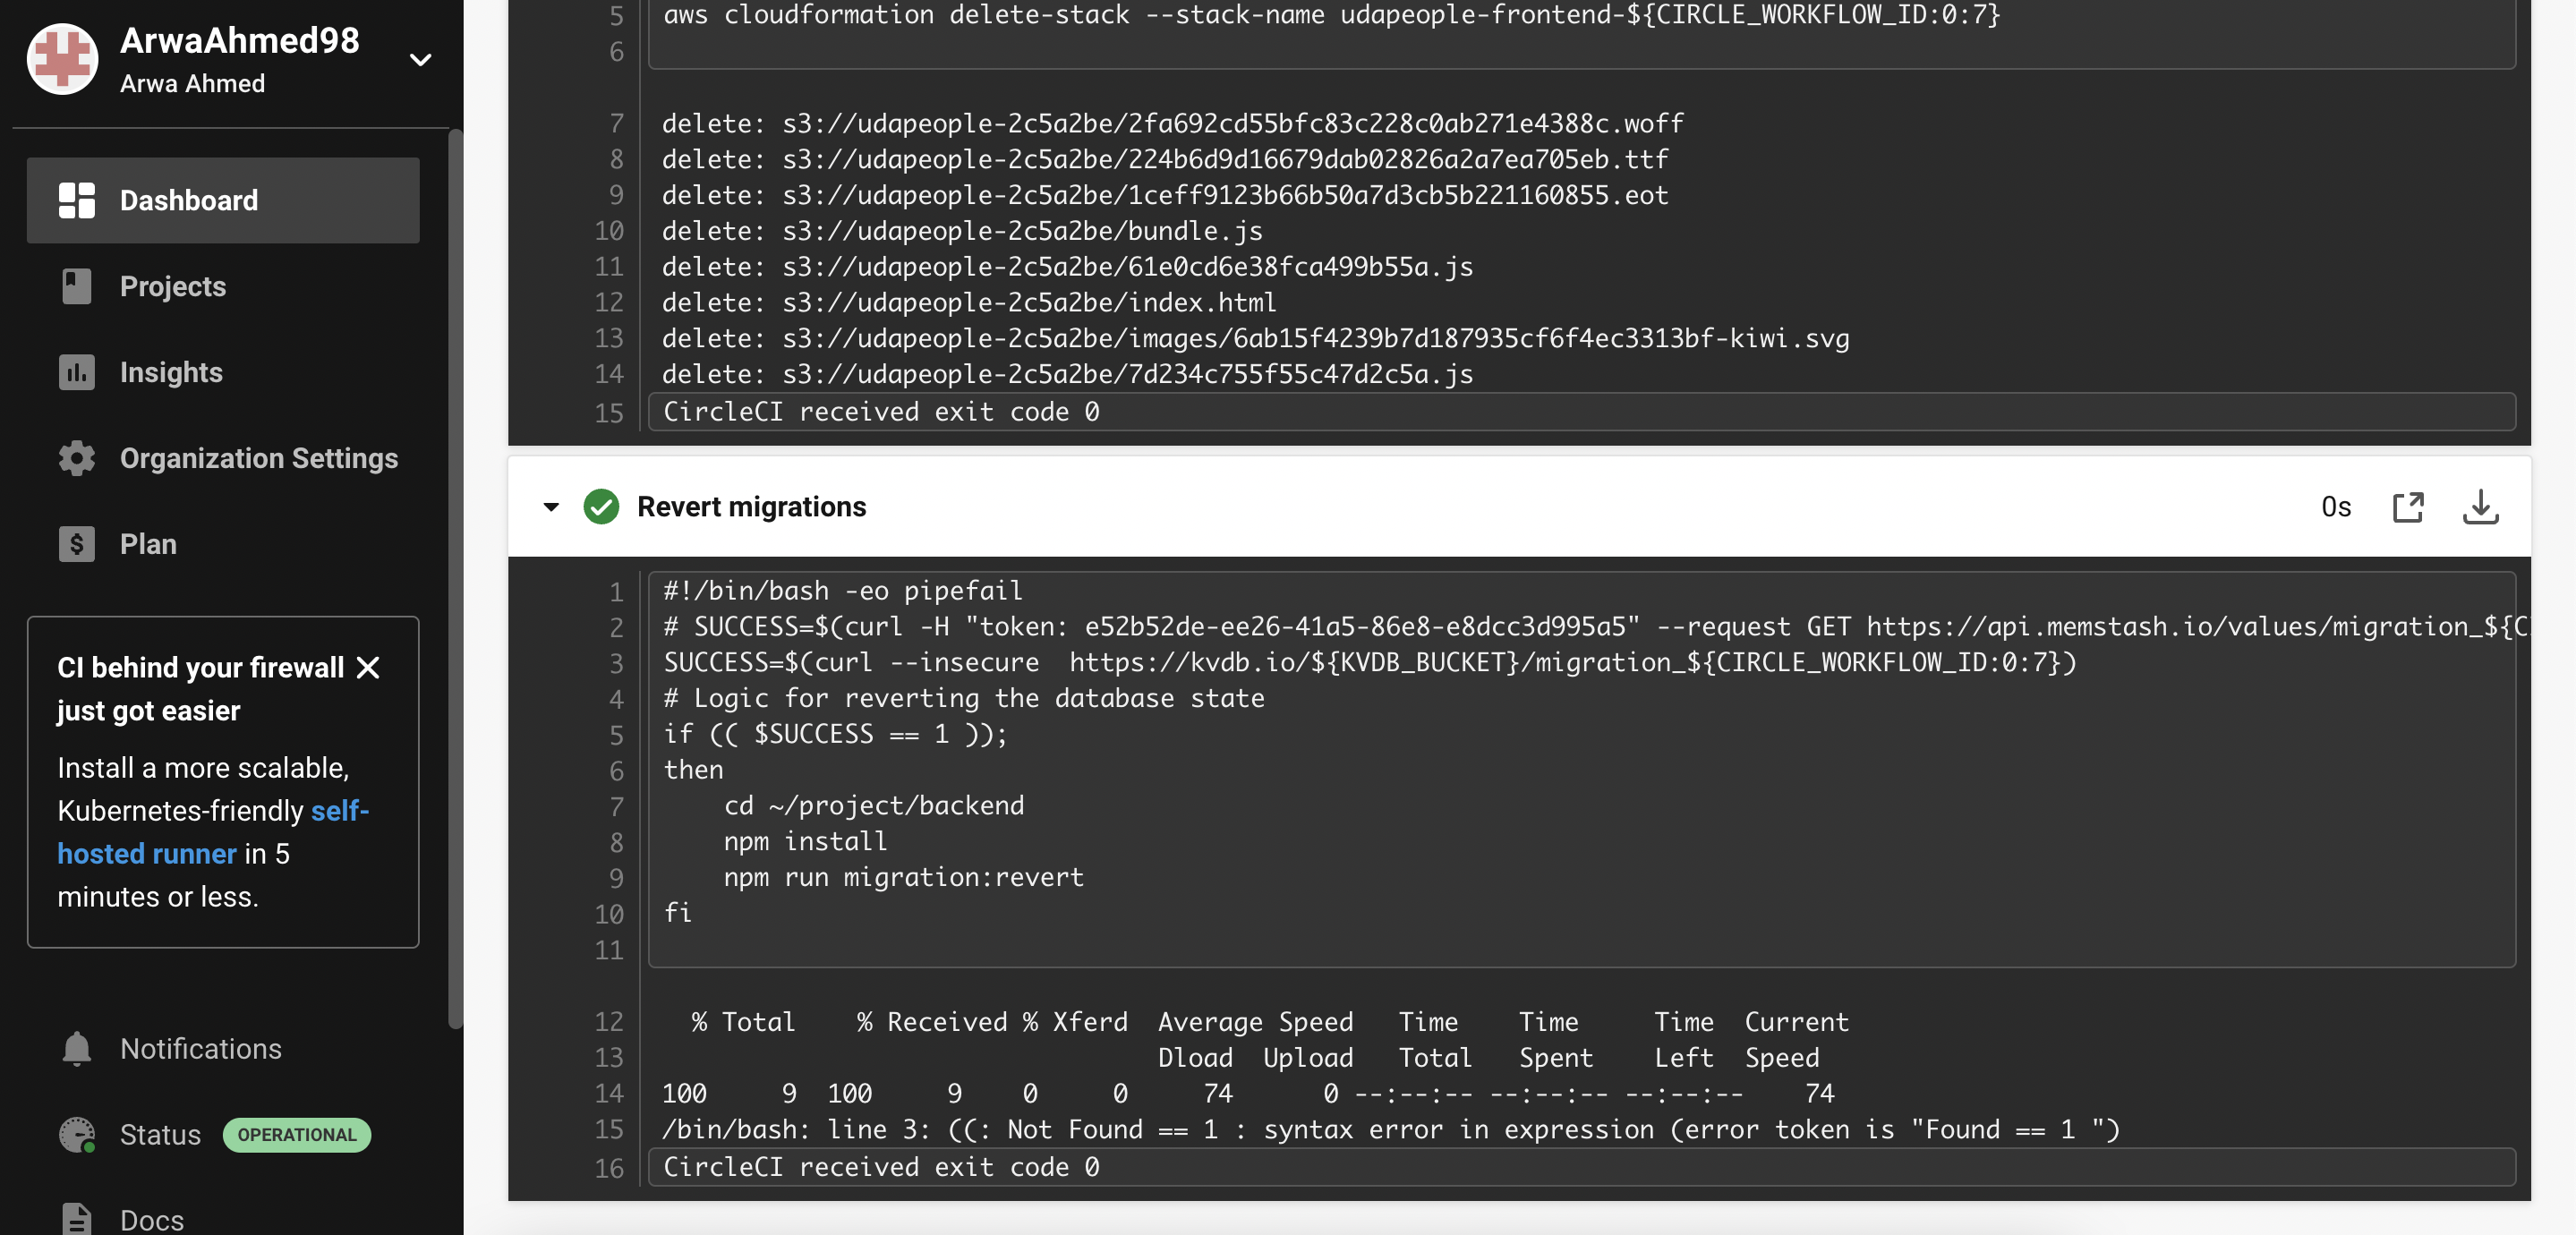 ArwaAhmed98
Arwa Ahmed
Dashboard
Projects
Insights
Organization Settings
Plan
CI behind your firewall
just got easier
Install a more scalable,
Kubernetes-friendly self-
hosted runner in 5
minutes or less.
Notifications
Status OPERATIONAL
Docs
5 aws cloudformation delete-stack --stack-name udapeople-frontend-${CIRCLE_WORKFLOW_ID:0:7}
6
7 delete: s3://udapeople-2c5a2be/2fa692cd55bfc83c228c0ab271e4388c.woff
8 delete: s3://udapeople-2c5a2be/224b6d9d16679dab02826a2a7ea705eb.ttf
9 delete: s3://udapeople-2c5a2be/1ceff9123b66b50a7d3cb5b221160855.eot
10 delete: s3://udapeople-2c5a2be/bundle.js
11 delete: s3://udapeople-2c5a2be/61e0cd6e38fca499b55a.js
12 delete: s3://udapeople-2c5a2be/index.html
13 delete: s3://udapeople-2c5a2be/images/6ab15f4239b7d187935cf6f4ec3313bf-kiwi.svg
14 delete: s3://udapeople-2c5a2be/7d234c755f55c47d2c5a.js
15 CircleCI received exit code 0
Revert migrations 0s
1 #!/bin/bash -eo pipefail
2 # SUCCESS=$(curl -H "token: e52b52de-ee26-41a5-86e8-e8dcc3d995a5" --request GET https://api.memstash.io/values/migration_${C
3 SUCCESS=$(curl --insecure  https://kvdb.io/${KVDB_BUCKET}/migration_${CIRCLE_WORKFLOW_ID:0:7})
4 # Logic for reverting the database state
5 if (( $SUCCESS == 1 ));
6 then
7     cd ~/project/backend
8     npm install
9     npm run migration:revert
10 fi
11
12   % Total    % Received % Xferd  Average Speed   Time    Time     Time  Current
13                                  Dload  Upload   Total   Spent    Left  Speed
14 100     9  100     9    0     0     74      0 --:--:-- --:--:-- --:--:--    74
15 /bin/bash: line 3: ((: Not Found == 1 : syntax error in expression (error token is "Found == 1 ")
16 CircleCI received exit code 0